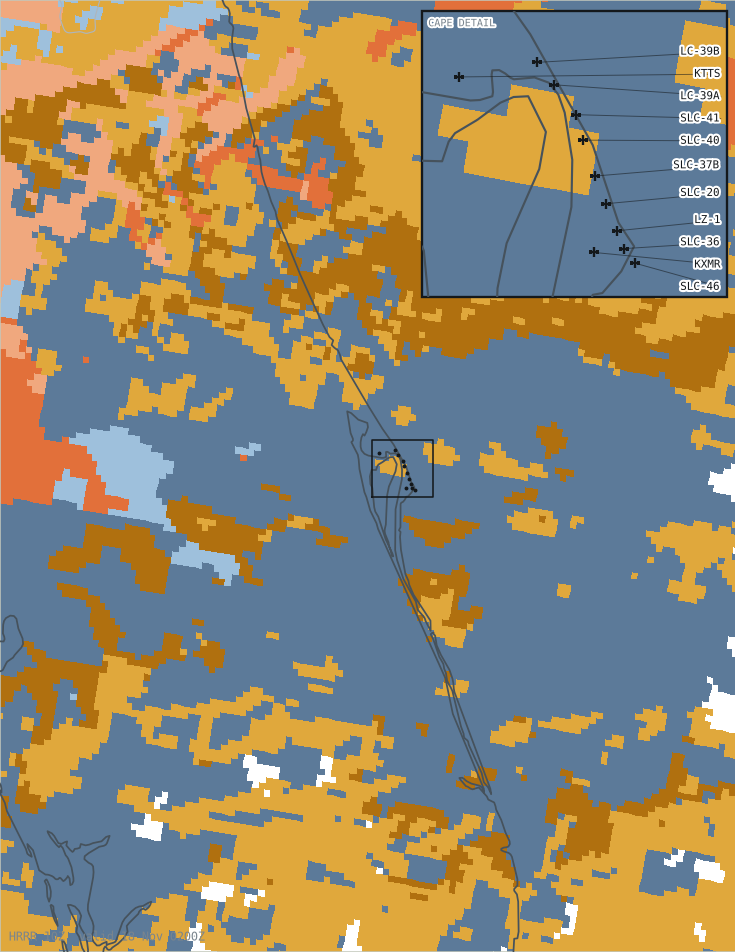 CAPE DETAIL
LC-39B
KTTS
LC-39A
SLC-41
SLC-40
SLC-37B
SLC-20
LZ-1
SLC-36
KXMR
SLC-46
HRRR